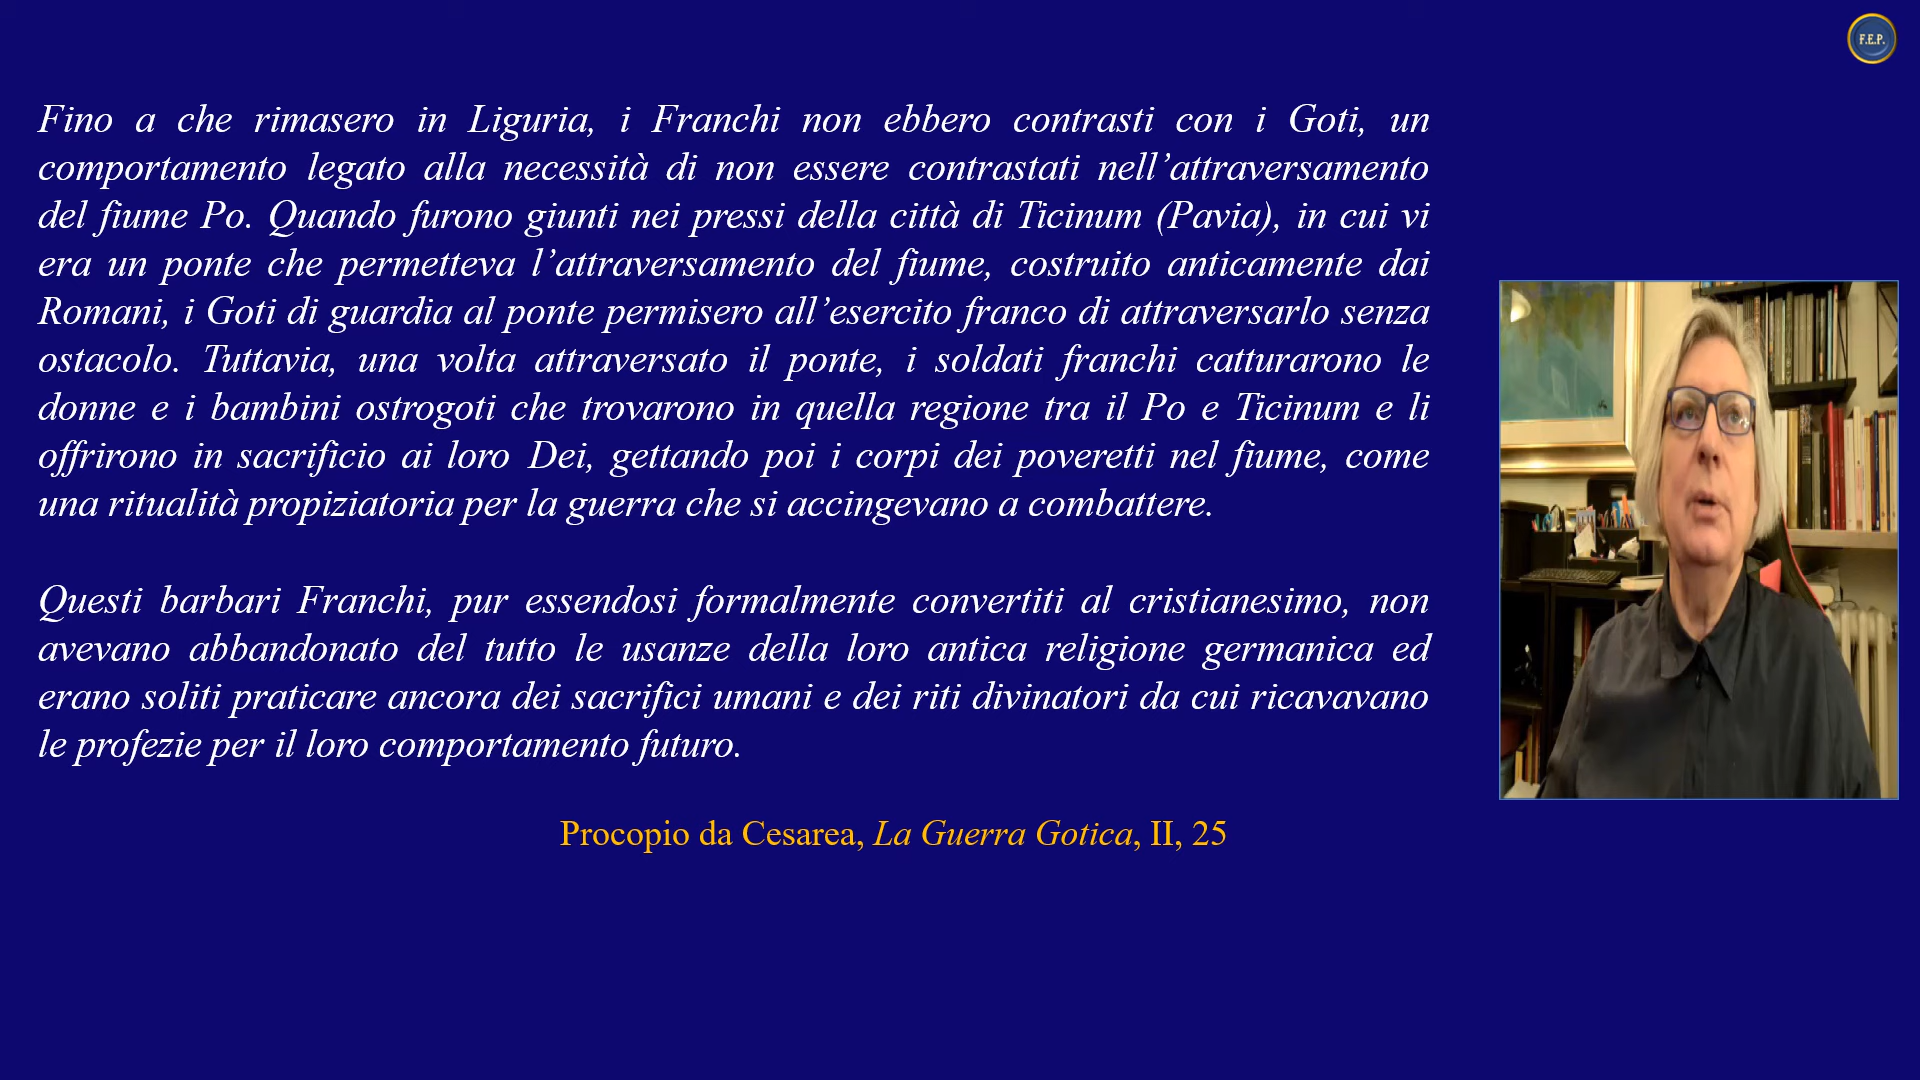 F.E.P.
Fino a che rimasero in Liguria, i Franchi non ebbero contrasti con i Goti, un
comportamento legato alla necessità di non essere contrastati nell’attraversamento
del fiume Po. Quando furono giunti nei pressi della città di Ticinum (Pavia), in cui vi
era un ponte che permetteva l’attraversamento del fiume, costruito anticamente dai
Romani, i Goti di guardia al ponte permisero all’esercito franco di attraversarlo senza
ostacolo. Tuttavia, una volta attraversato il ponte, i soldati franchi catturarono le
donne e i bambini ostrogoti che trovarono in quella regione tra il Po e Ticinum e li
offrirono in sacrificio ai loro Dei, gettando poi i corpi dei poveretti nel fiume, come
una ritualità propiziatoria per la guerra che si accingevano a combattere.
Questi barbari Franchi, pur essendosi formalmente convertiti al cristianesimo, non
avevano abbandonato del tutto le usanze della loro antica religione germanica ed
erano soliti praticare ancora dei sacrifici umani e dei riti divinatori da cui ricavavano
le profezie per il loro comportamento futuro.
Procopio da Cesarea, La Guerra Gotica, II, 25